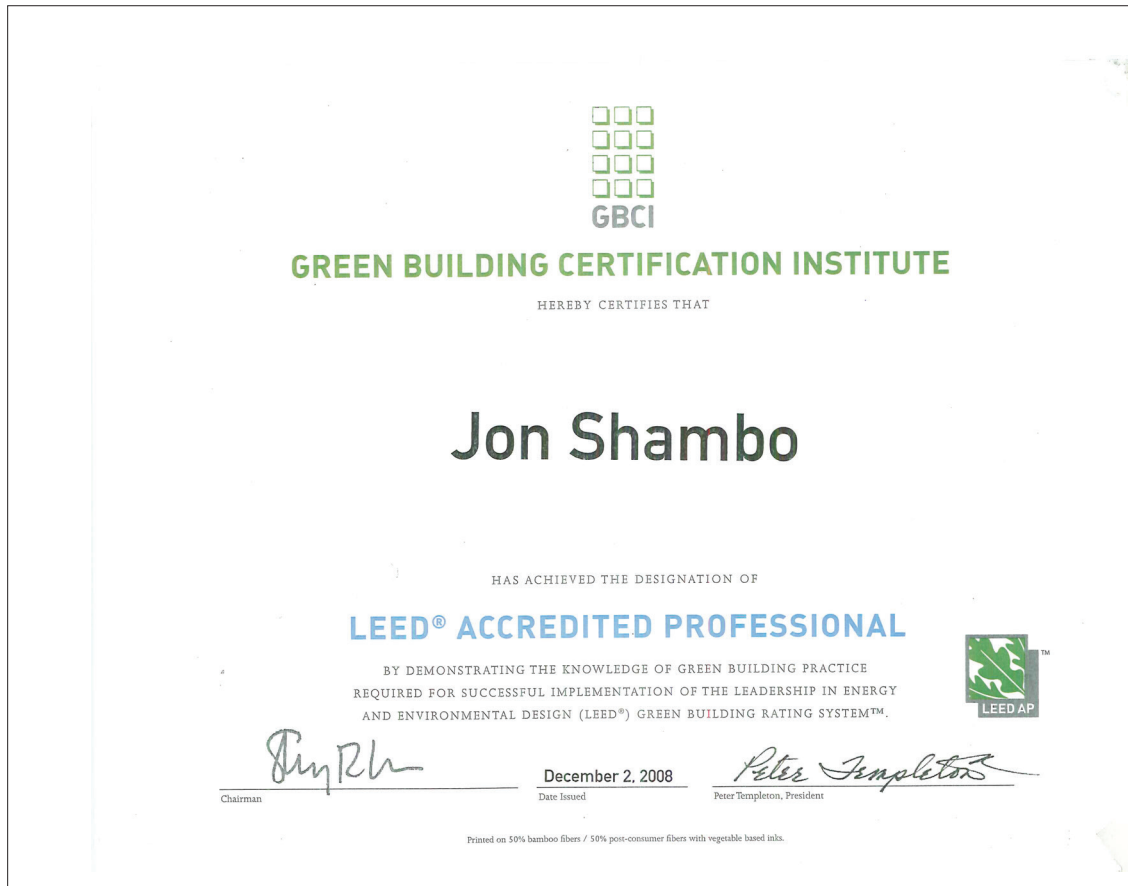 GBCI
GREEN BUILDING CERTIFICATION INSTITUTE
HEREBY CERTIFIES THAT
Jon Shambo
HAS ACHIEVED THE DESIGNATION OF
LEED® ACCREDITED PROFESSIONAL
BY DEMONSTRATING THE KNOWLEDGE OF GREEN BUILDING PRACTICE
REQUIRED FOR SUCCESSFUL IMPLEMENTATION OF THE LEADERSHIP IN ENERGY
AND ENVIRONMENTAL DESIGN (LEED®) GREEN BUILDING RATING SYSTEM™.
TM
LEED AP
Peter Templeton
December 2, 2008
Chairman
Date Issued
Peter Templeton, President
Printed on 50% bamboo fibers / 50% post-consumer fibers with vegetable based inks.